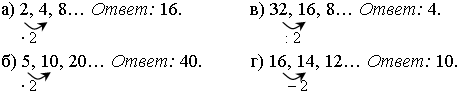 а) 2, 4, 8... Ответ: 16.
· 2
б) 5, 10, 20... Ответ: 40.
· 2
в) 32, 16, 8... Ответ: 4.
: 2
г) 16, 14, 12... Ответ: 10.
− 2